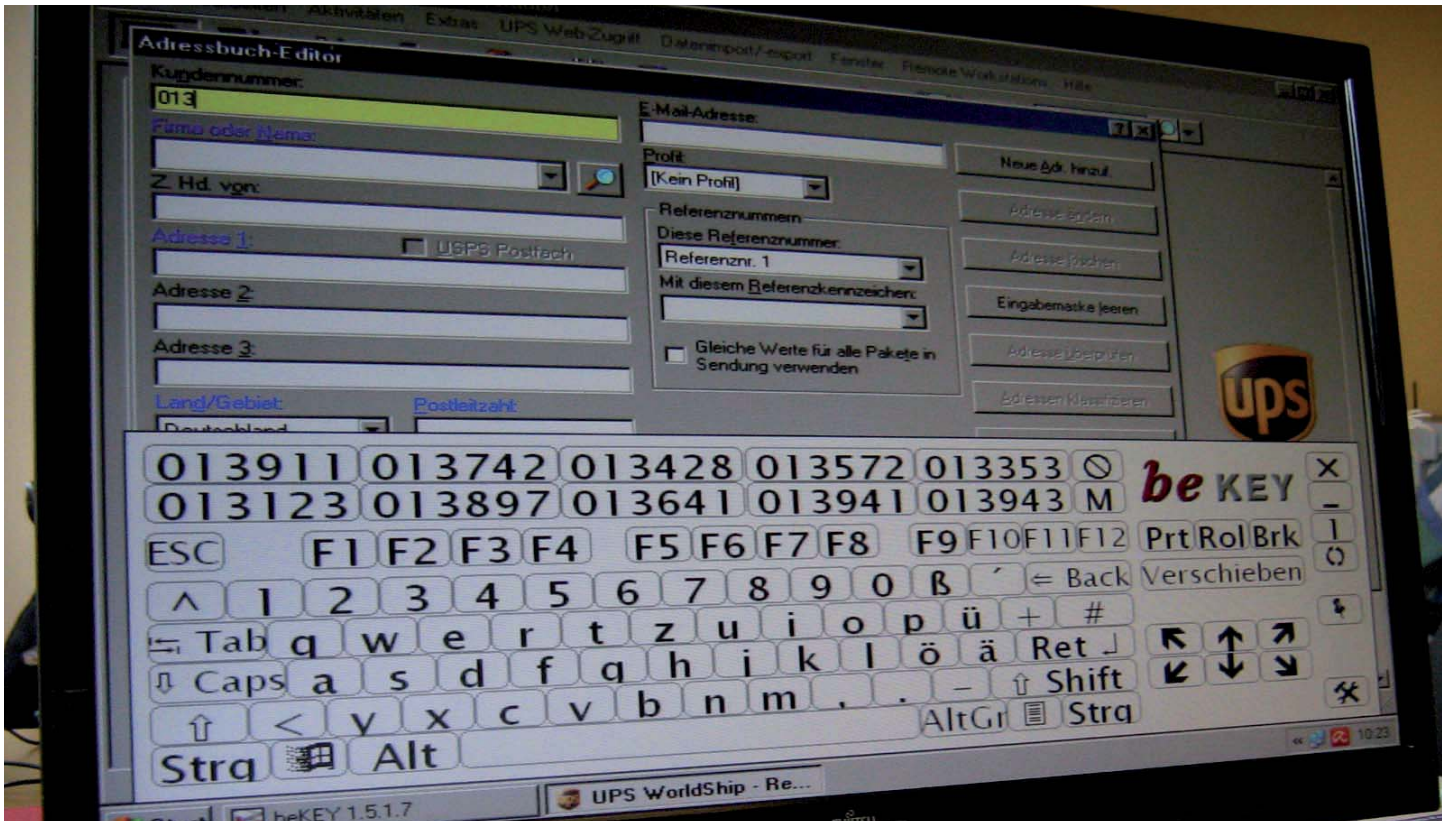 Aktivitäten Extras UPS Web-Zugriff Datenimport/-export Fenster Remote Workstations Hilfe
Adressbuch-Editor
Kundennummer:
013
Firma oder Name:
Z. Hd. von:
Adresse 1:
USPS Postfach
Adresse 2:
Adresse 3:
Land/Gebiet:
Postleitzahl:
Deutschland
E-Mail-Adresse:
Profil:
[Kein Profil]
Referenznummern
Diese Referenznummer:
Referenznr. 1
Mit diesem Referenzkennzeichen:
Gleiche Werte für alle Pakete in
Sendung verwenden
Neue Adr. hinzuf.
Adresse ändern
Adresse löschen
Eingabemaske leeren
Adresse überprüfen
Adressen klassifizieren
ups
013911 013742 013428 013572 013353
013123 013897 013641 013941 013943 M
be KEY
ESC F1 F2 F3 F4 F5 F6 F7 F8 F9 F10 F11 F12 Prt Rol Brk
^ 1 2 3 4 5 6 7 8 9 0 ß ´ ⇐ Back Verschieben
Tab q w e r t z u i o p ü + #
Caps a s d f g h j k l ö ä Ret
⇧ < y x c v b n m , . _ ⇧ Shift
Strg Alt AltGr Strg
beKEY 1.5.1.7
UPS WorldShip - Re...
« 10:23